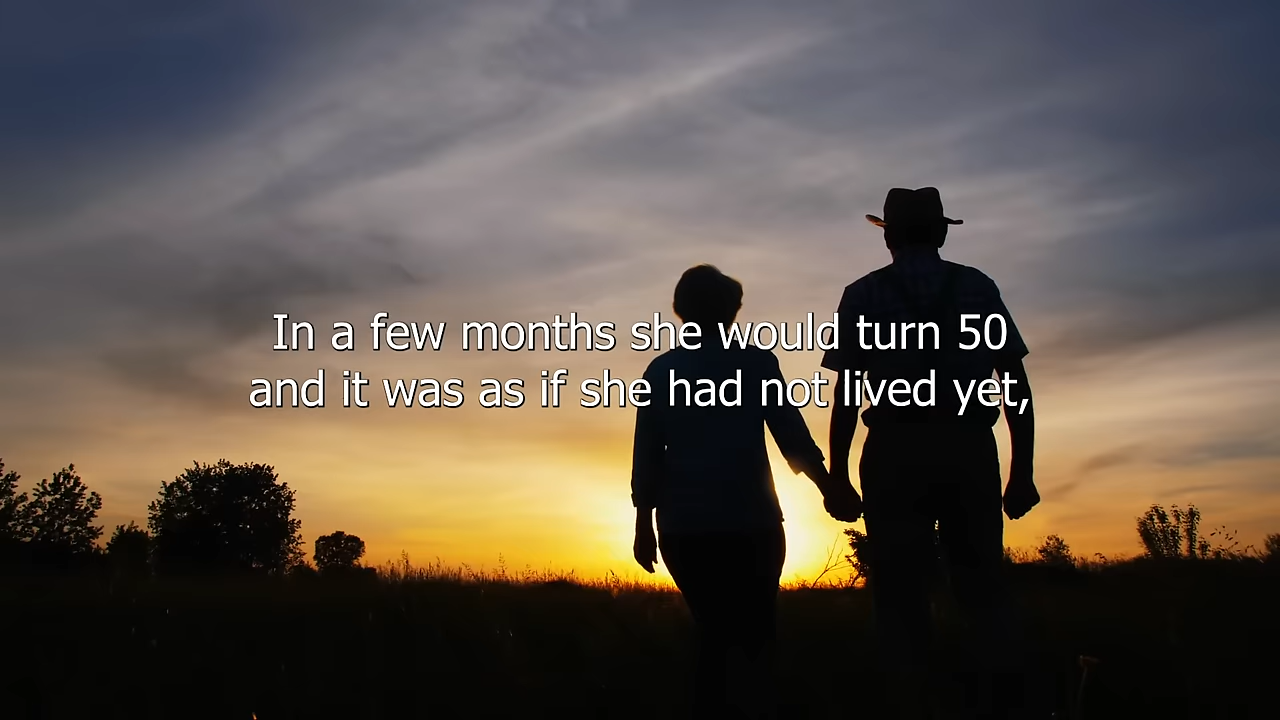 In a few months she would turn 50
and it was as if she had not lived yet,